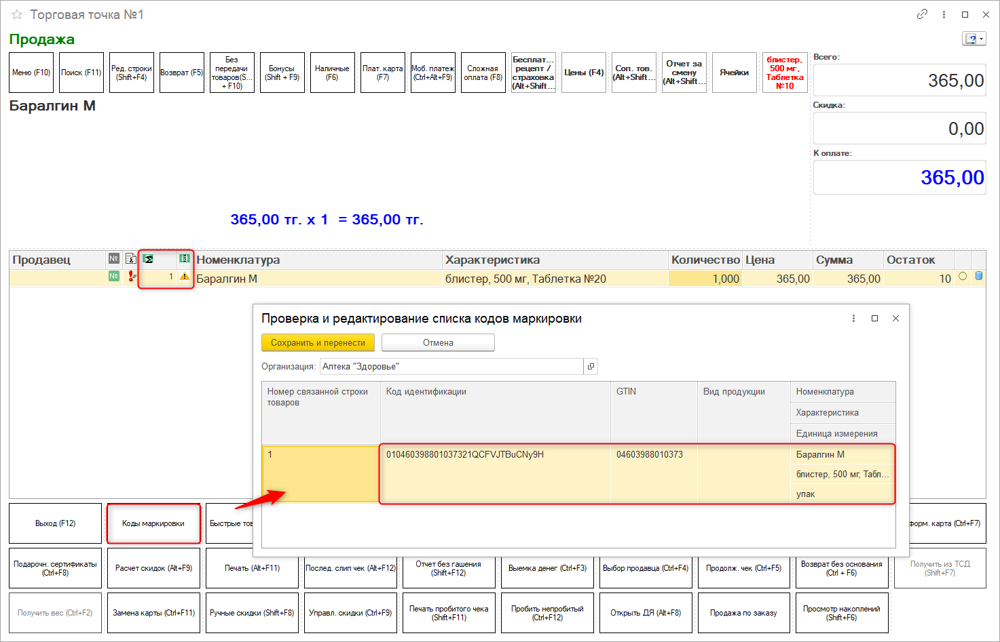 Торговая точка №1
Продажа
Меню (F10)
Поиск (F11)
Ред. строки
(Shift+F4)
Возврат (F5)
Без
передачи
товаров(S...
+ F10)
Бонусы
(Shift + F9)
Наличные
(F6)
Плат. карта
(F7)
Моб. платеж
(Ctrl+Alt+F9)
Сложная
оплата (F8)
Бесплат...
рецепт /
страховка
(Alt+Shift...
Цены (F4)
Соп. тов.
(Alt+Shift...
Отчет за
смену
(Alt+Shift...
Ячейки
блистер,
500 мг,
Таблетка
№10
Всего:
365,00
Скидка:
0,00
К оплате:
365,00
Баралгин М
365,00 тг. x 1 = 365,00 тг.
Продавец № Номенклатура Характеристика Количество Цена Сумма Остаток
№ 1 Баралгин М блистер, 500 мг, Таблетка №20 1,000 365,00 365,00 10
Проверка и редактирование списка кодов маркировки
Сохранить и перенести
Отмена
Организация: Аптека "Здоровье"
Номер связанной строки
товаров
Код идентификации
GTIN
Вид продукции
Номенклатура
Характеристика
Единица измерения
1
010460398801037321QCFVJTBuCNy9H
04603988010373
Баралгин М
блистер, 500 мг, Табл...
упак
Выход (F12)
Коды маркировки
Быстрые тов
форм. карта (Ctrl+F7)
Подарочн. сертификаты
(Ctrl+F8)
Расчет скидок (Alt+F9)
Печать (Alt+F11)
Послед. слип чек (Alt+F12)
Отчет без гашения
(Shift+F12)
Выемка денег (Ctrl+F3)
Выбор продавца (Ctrl+F4)
Продолж. чек (Ctrl+F5)
Возврат без основания
(Ctrl + F6)
Получить из ТСД
(Shift+F7)
Получить вес (Ctrl+F2)
Замена карты (Ctrl+F11)
Ручные скидки (Shift+F8)
Управл. скидки (Ctrl+F9)
Печать пробитого чека
(Shift+F11)
Пробить непробитый
(Ctrl+F12)
Открыть ДЯ (Alt+F8)
Продажа по заказу
Просмотр накоплений
(Shift+F6)